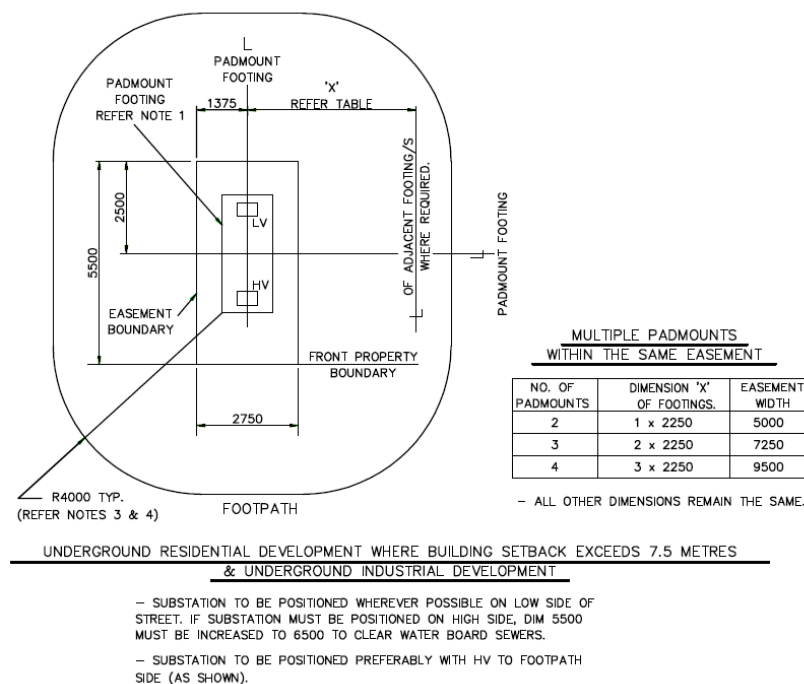 L
PADMOUNT
FOOTING
PADMOUNT
FOOTING
REFER NOTE 1
1375
'X'
REFER TABLE
2500
5500
LV
HV
OF ADJACENT FOOTING/S
WHERE REQUIRED.
L
L
PADMOUNT FOOTING
EASEMENT
BOUNDARY
FRONT PROPERTY
BOUNDARY
2750
R4000 TYP.
(REFER NOTES 3 & 4)
FOOTPATH
MULTIPLE PADMOUNTS
WITHIN THE SAME EASEMENT
NO. OF PADMOUNTS DIMENSION 'X' OF FOOTINGS. EASEMENT WIDTH
2 1 x 2250 5000
3 2 x 2250 7250
4 3 x 2250 9500
– ALL OTHER DIMENSIONS REMAIN THE SAME.
UNDERGROUND RESIDENTIAL DEVELOPMENT WHERE BUILDING SETBACK EXCEEDS 7.5 METRES
& UNDERGROUND INDUSTRIAL DEVELOPMENT
– SUBSTATION TO BE POSITIONED WHEREVER POSSIBLE ON LOW SIDE OF
STREET. IF SUBSTATION MUST BE POSITIONED ON HIGH SIDE, DIM 5500
MUST BE INCREASED TO 6500 TO CLEAR WATER BOARD SEWERS.
– SUBSTATION TO BE POSITIONED PREFERABLY WITH HV TO FOOTPATH
SIDE (AS SHOWN).